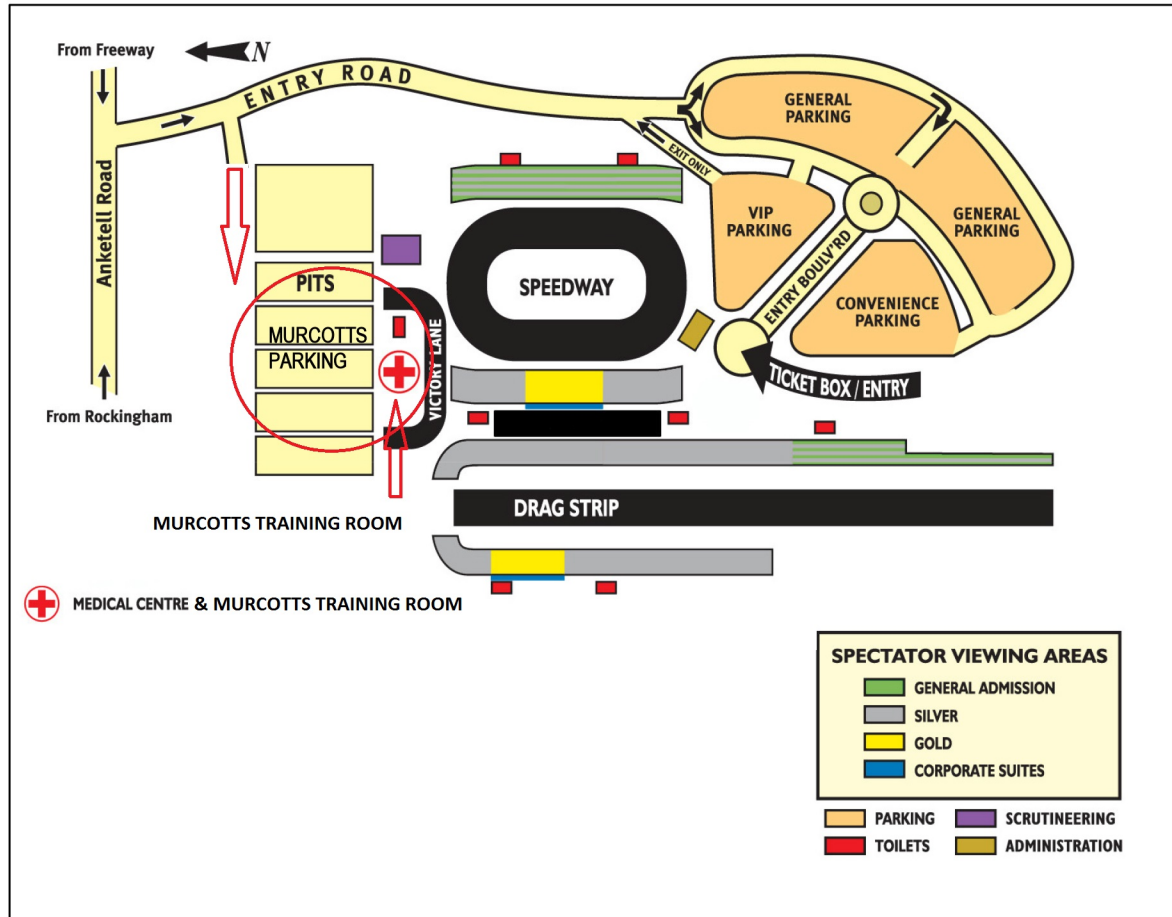 From Freeway
N
ENTRY ROAD
Anketell Road
From Rockingham
GENERAL
PARKING
EXIT ONLY
VIP
PARKING
GENERAL
PARKING
ENTRY BOULV'RD
CONVENIENCE
PARKING
TICKET BOX / ENTRY
PITS
MURCOTTS
PARKING
VICTORY LANE
SPEEDWAY
DRAG STRIP
MURCOTTS TRAINING ROOM
MEDICAL CENTRE & MURCOTTS TRAINING ROOM
SPECTATOR VIEWING AREAS
GENERAL ADMISSION
SILVER
GOLD
CORPORATE SUITES
PARKING
SCRUTINEERING
TOILETS
ADMINISTRATION